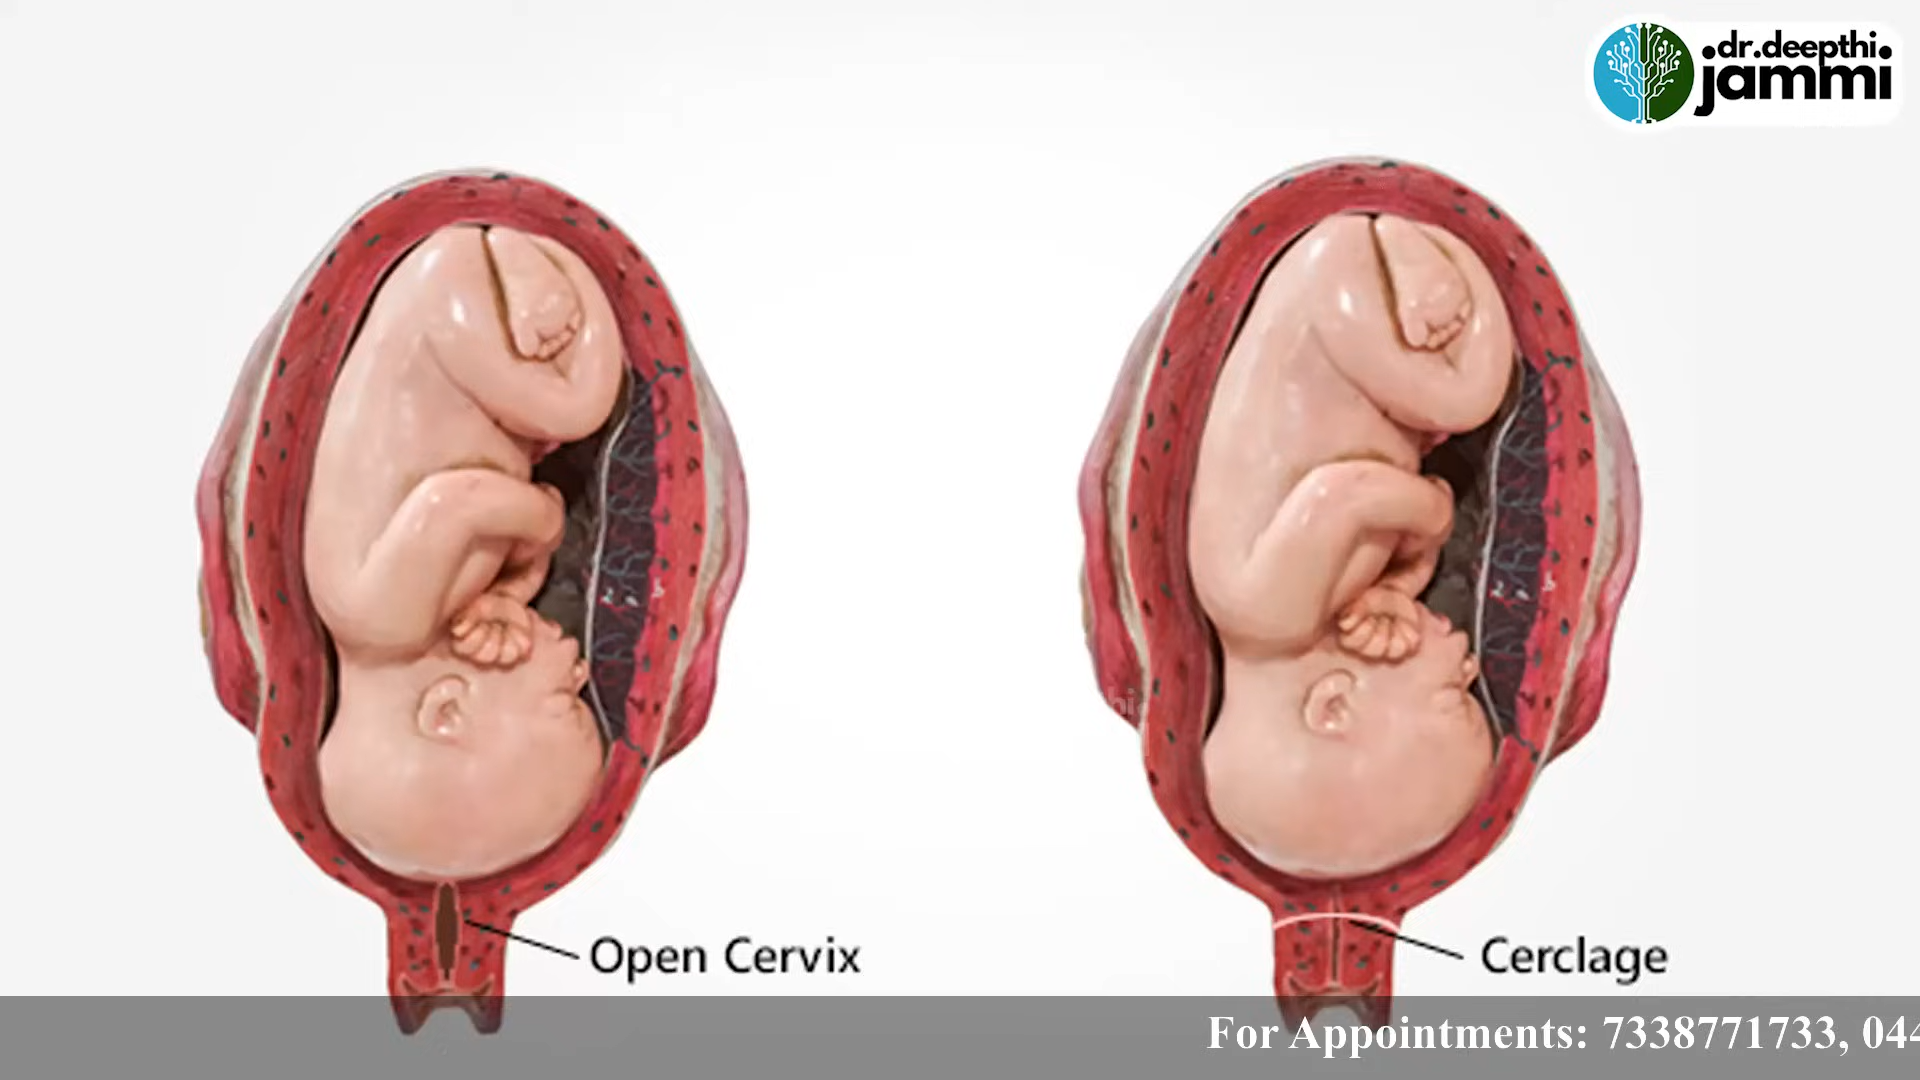 dr.deepthi
jammi
Open Cervix
Cerclage
For Appointments: 7338771733, 044